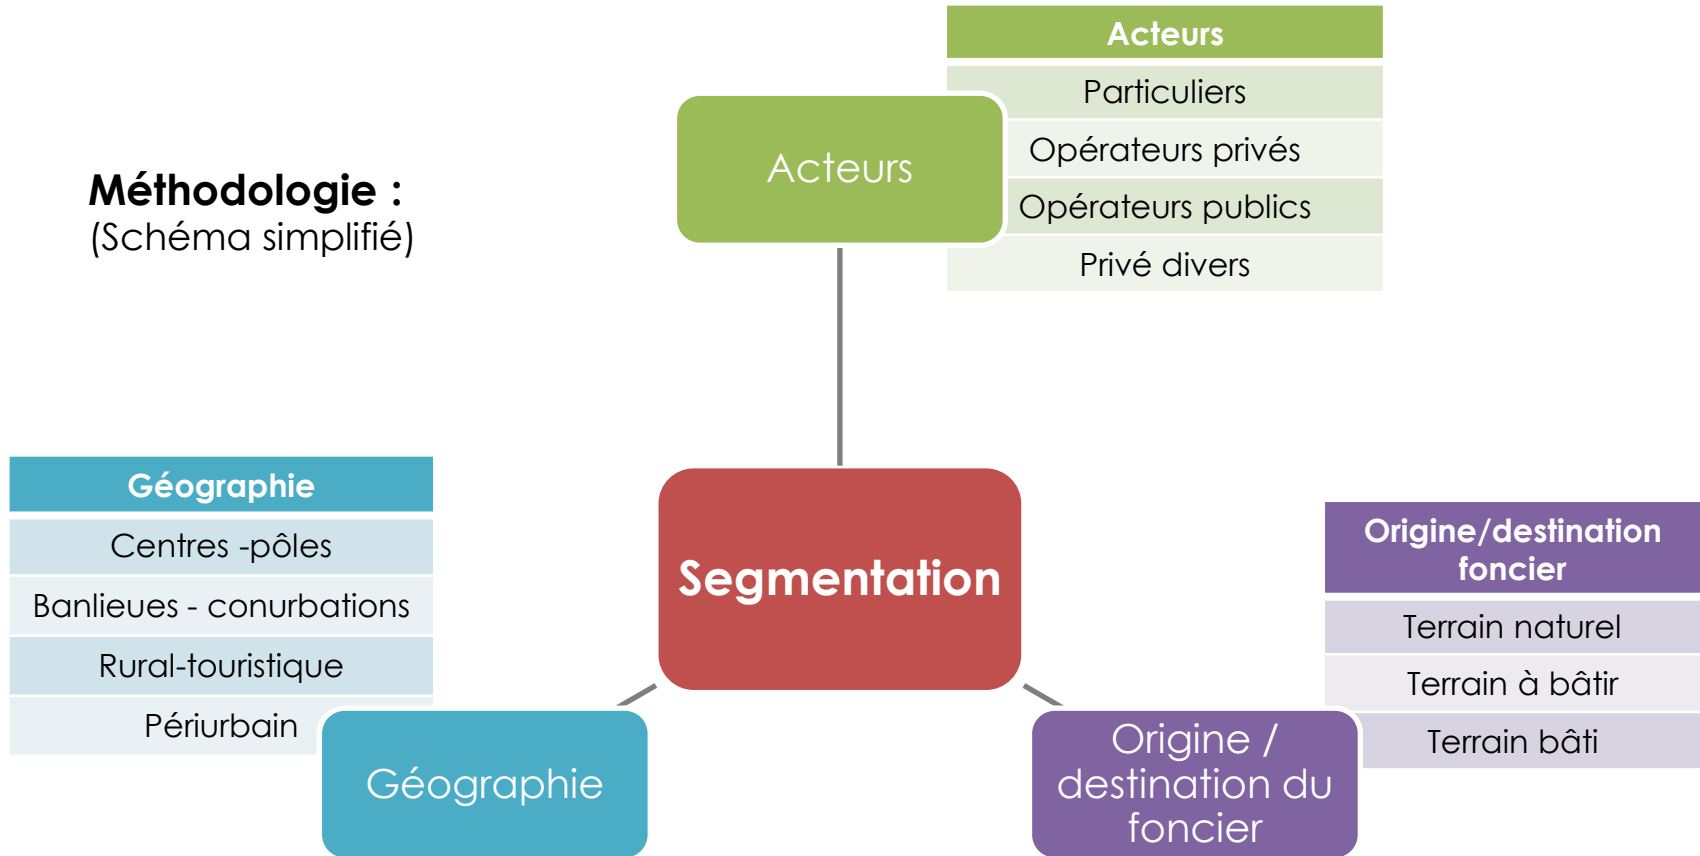 Méthodologie :
(Schéma simplifié)
Acteurs
Acteurs
Particuliers
Opérateurs privés
Opérateurs publics
Privé divers
Segmentation
Géographie
Centres -pôles
Banlieues - conurbations
Rural-touristique
Périurbain
Géographie
Origine/destination
foncier
Terrain naturel
Terrain à bâtir
Terrain bâti
Origine /
destination du
foncier